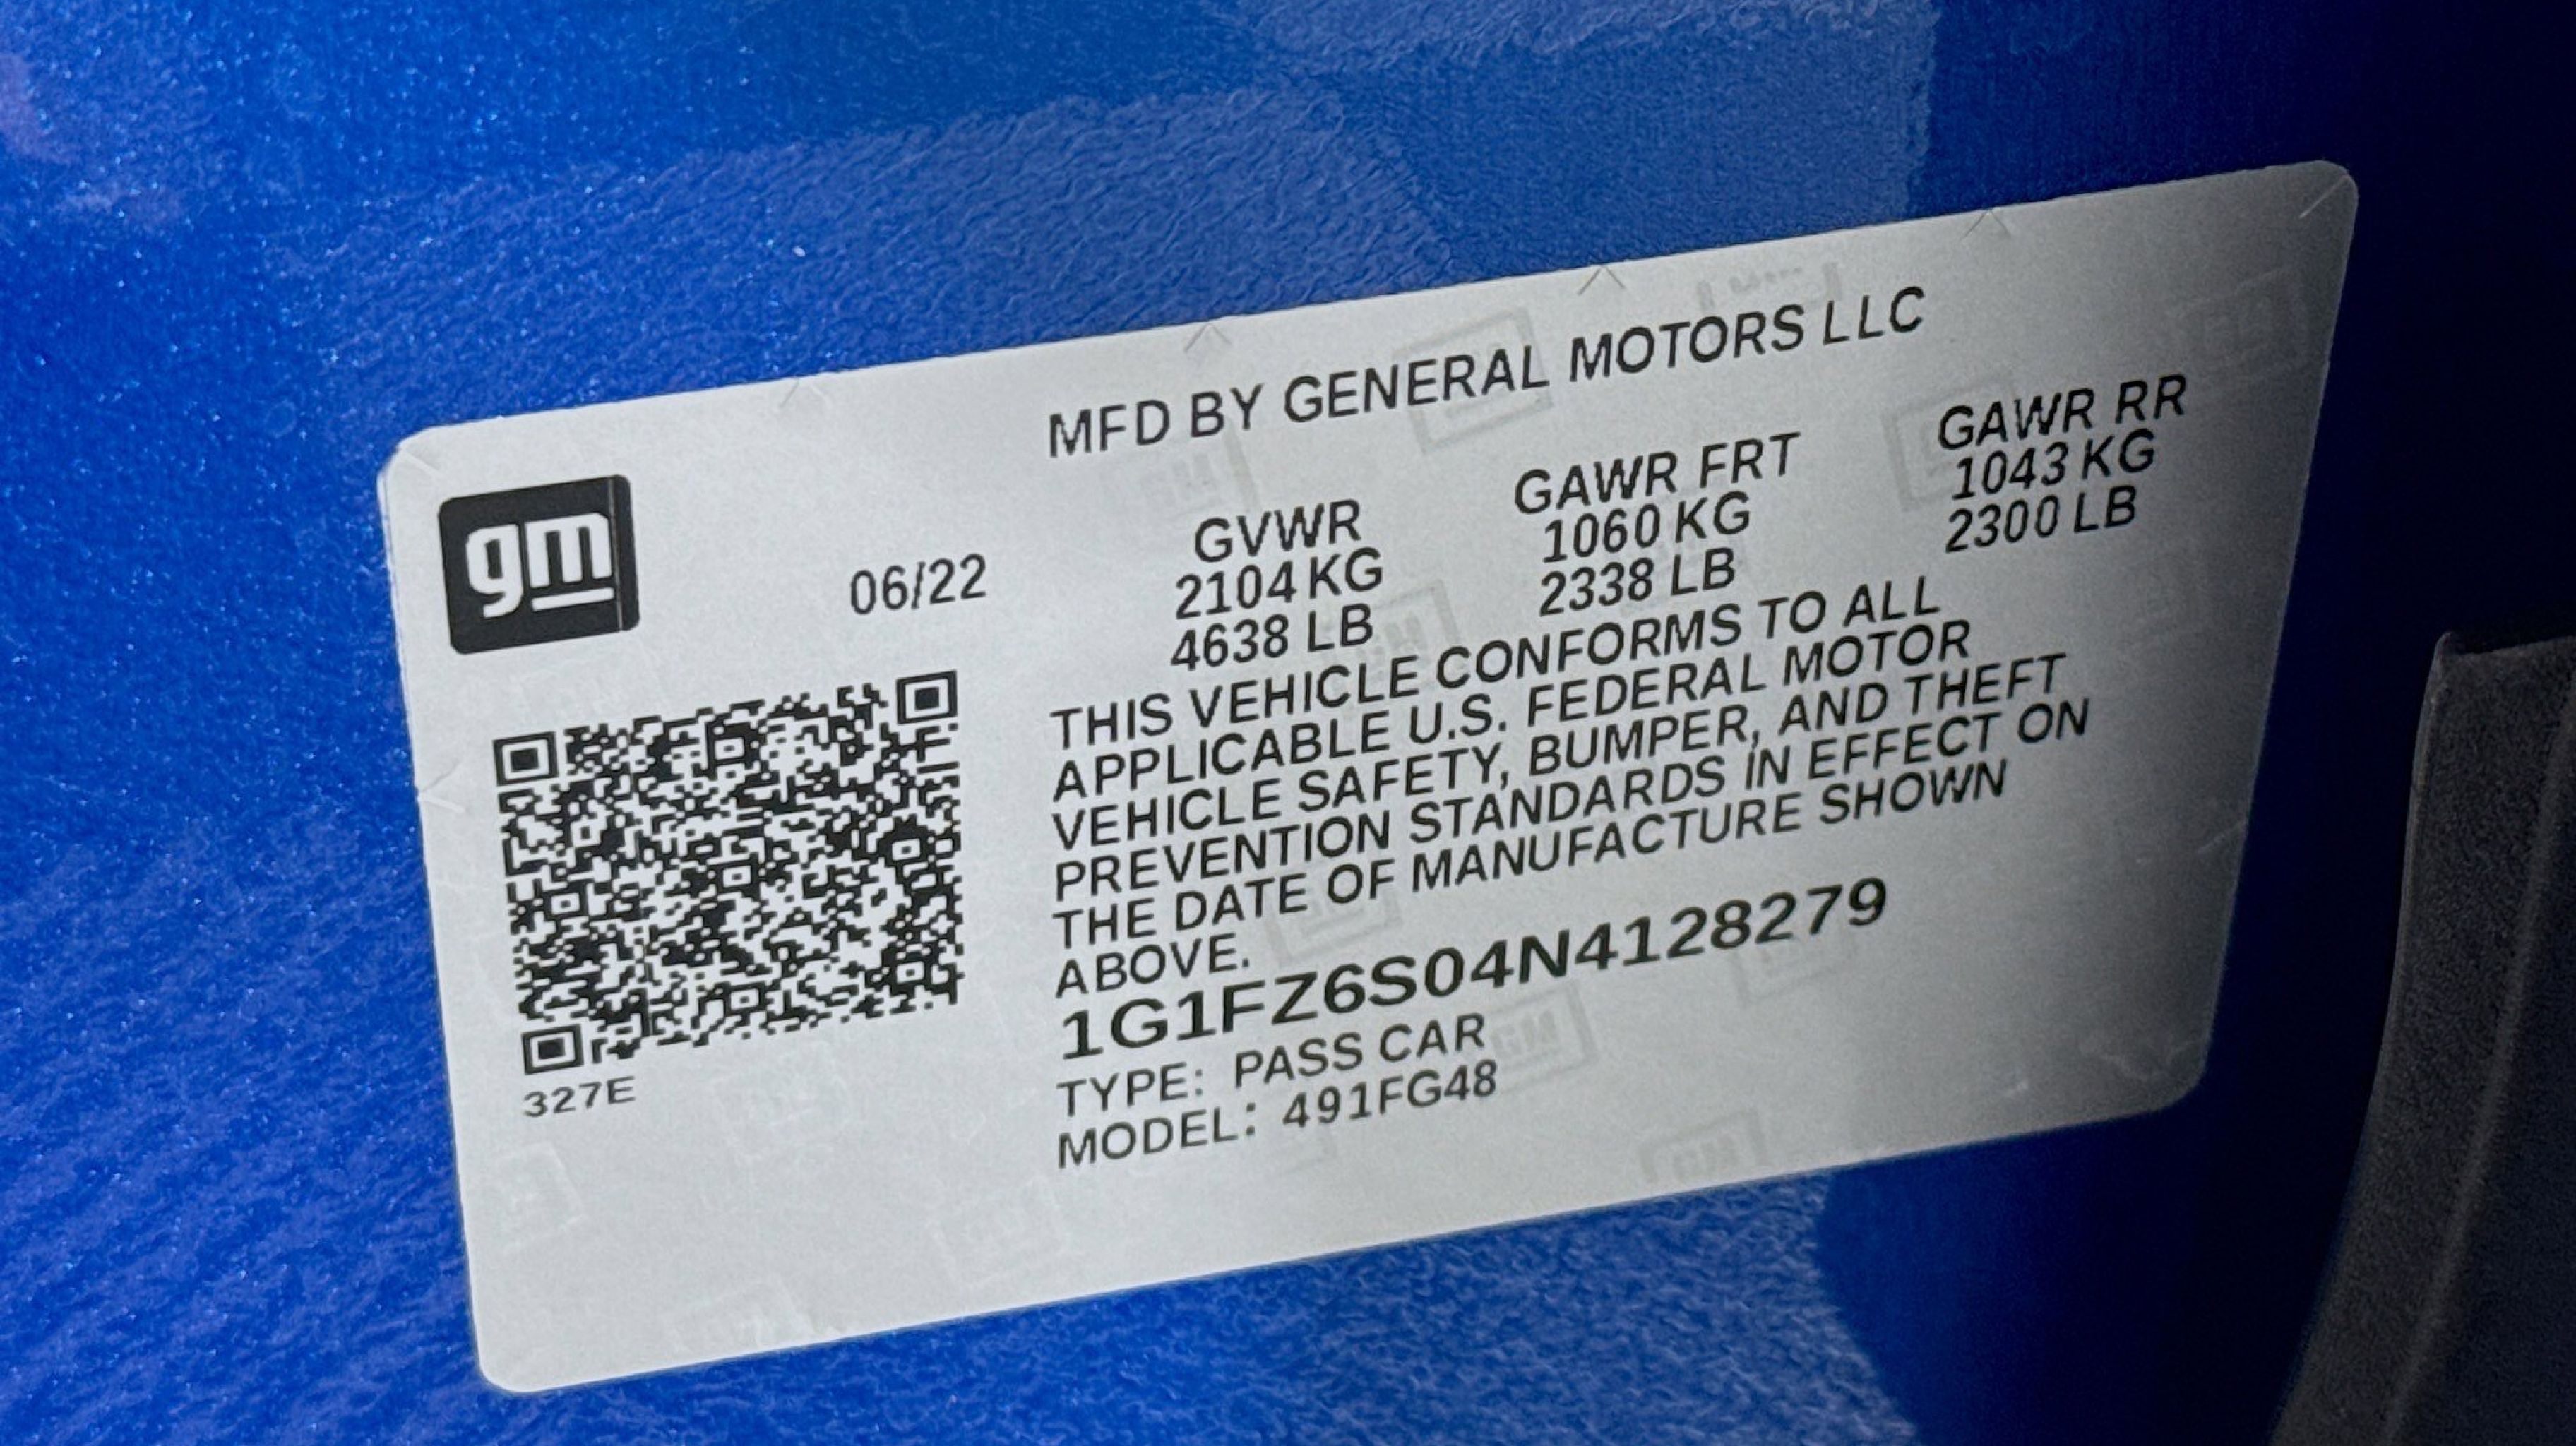 MFD BY GENERAL MOTORS LLC
gm
06/22
GVWR
2104 KG
4638 LB
GAWR FRT
1060 KG
2338 LB
GAWR RR
1043 KG
2300 LB
THIS VEHICLE CONFORMS TO ALL
APPLICABLE U.S. FEDERAL MOTOR
VEHICLE SAFETY, BUMPER, AND THEFT
PREVENTION STANDARDS IN EFFECT ON
THE DATE OF MANUFACTURE SHOWN
ABOVE.
1G1FZ6S04N4128279
TYPE: PASS CAR
MODEL: 491FG48
327E